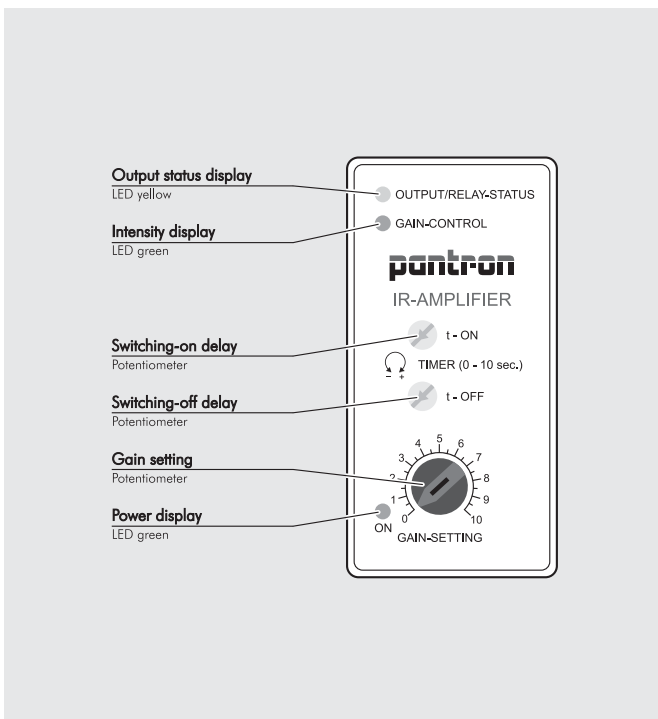 Output status display
LED yellow
OUTPUT/RELAY-STATUS
Intensity display
LED green
GAIN-CONTROL
pantron
IR-AMPLIFIER
Switching-on delay
Potentiometer
t - ON
- +
TIMER (0 - 10 sec.)
Switching-off delay
Potentiometer
t - OFF
Gain setting
Potentiometer
0 1 2 3 4 5 6 7 8 9 10
Power display
LED green
ON
GAIN-SETTING